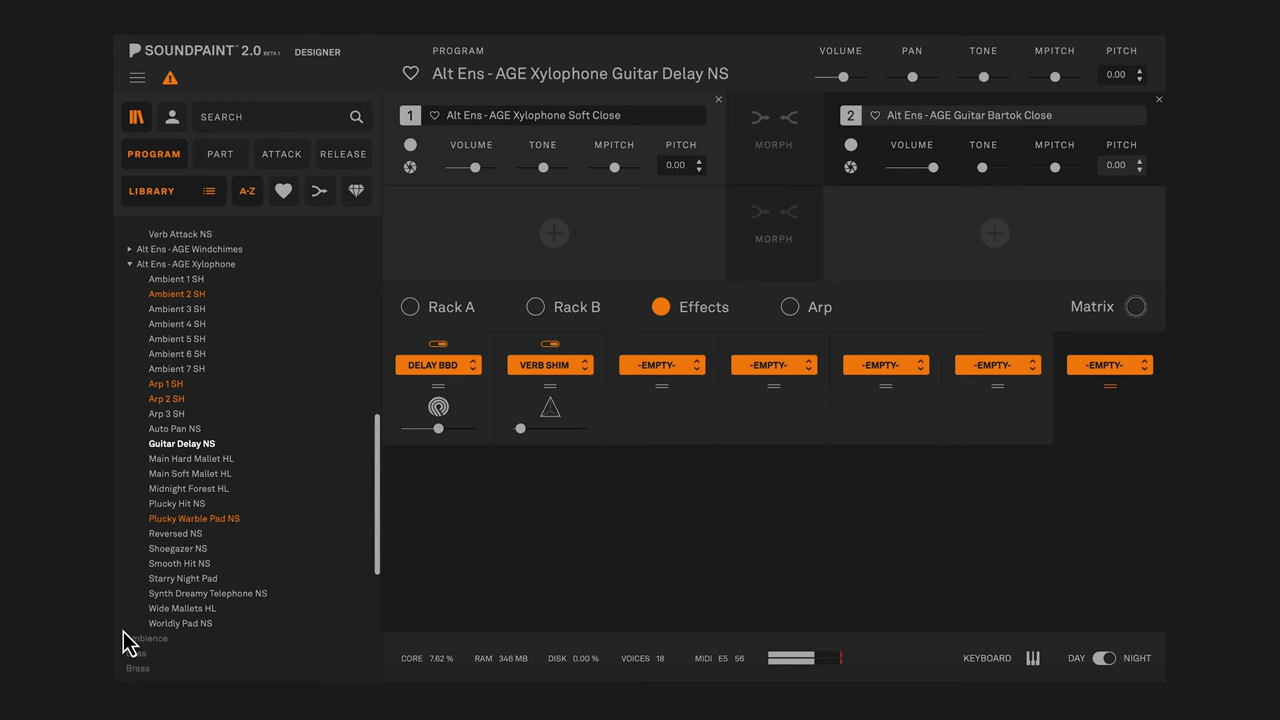 SOUNDPAINT™ 2.0 BETA 1 DESIGNER
PROGRAM
Alt Ens - AGE Xylophone Guitar Delay NS
VOLUME PAN TONE MPITCH PITCH
0.00
SEARCH
PROGRAM PART ATTACK RELEASE
LIBRARY A-Z
Verb Attack NS
Alt Ens - AGE Windchimes
Alt Ens - AGE Xylophone
Ambient 1 SH
Ambient 2 SH
Ambient 3 SH
Ambient 4 SH
Ambient 5 SH
Ambient 6 SH
Ambient 7 SH
Arp 1 SH
Arp 2 SH
Arp 3 SH
Auto Pan NS
Guitar Delay NS
Main Hard Mallet HL
Main Soft Mallet HL
Midnight Forest HL
Plucky Hit NS
Plucky Warble Pad NS
Reversed NS
Shoegazer NS
Smooth Hit NS
Starry Night Pad
Synth Dreamy Telephone NS
Wide Mallets HL
Worldly Pad NS
Brass
1 Alt Ens - AGE Xylophone Soft Close
VOLUME TONE MPITCH PITCH
0.00
MORPH
2 Alt Ens - AGE Guitar Bartok Close
VOLUME TONE MPITCH PITCH
0.00
MORPH
Rack A Rack B Effects Arp Matrix
DELAY BBD VERB SHIM -EMPTY- -EMPTY- -EMPTY- -EMPTY- -EMPTY-
CORE 7.62 % RAM 346 MB DISK 0.00 % VOICES 18 MIDI E5 56 KEYBOARD DAY NIGHT